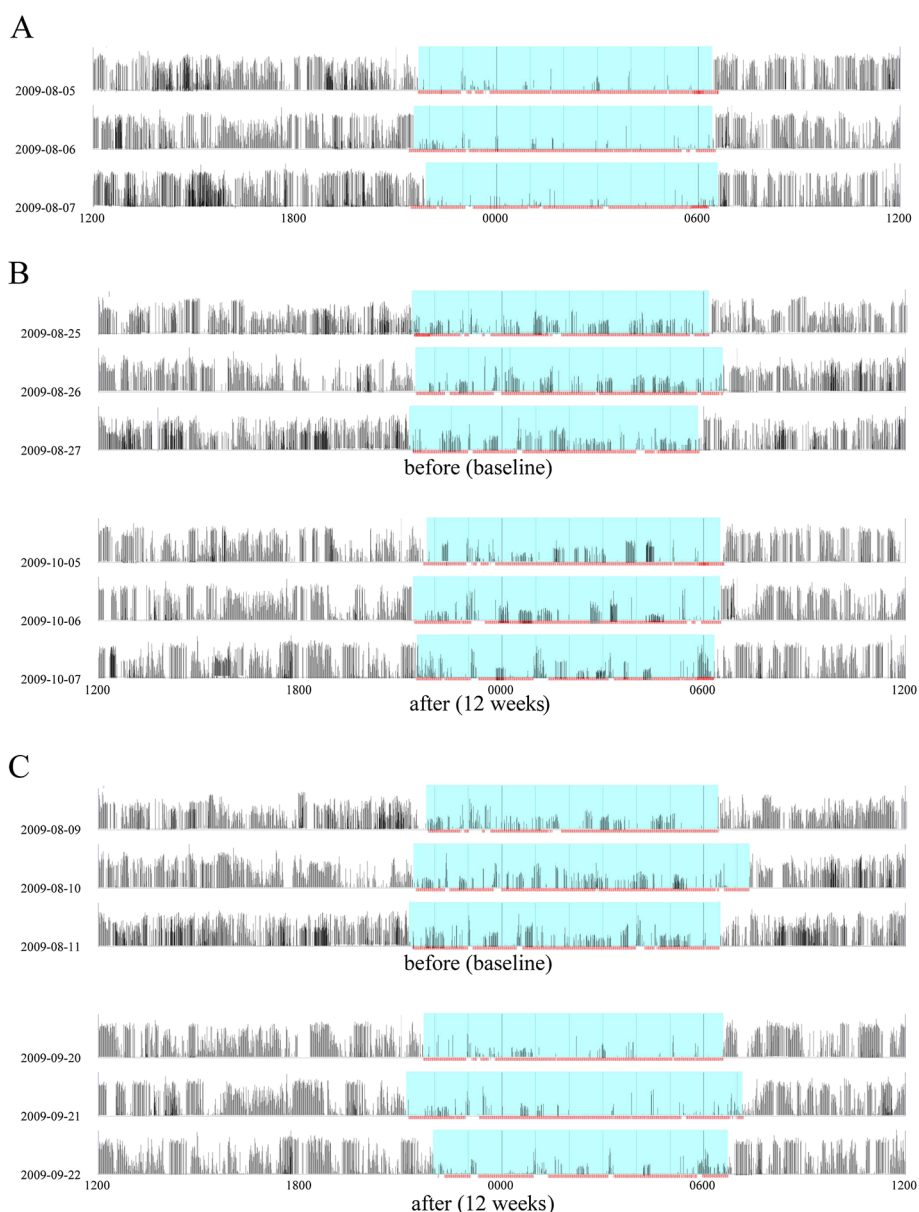 A
2009-08-05
2009-08-06
2009-08-07
1200 1800 0000 0600 1200
B
2009-08-25
2009-08-26
2009-08-27
before (baseline)
2009-10-05
2009-10-06
2009-10-07
1200 1800 0000 0600 1200
after (12 weeks)
C
2009-08-09
2009-08-10
2009-08-11
before (baseline)
2009-09-20
2009-09-21
2009-09-22
1200 1800 0000 0600 1200
after (12 weeks)